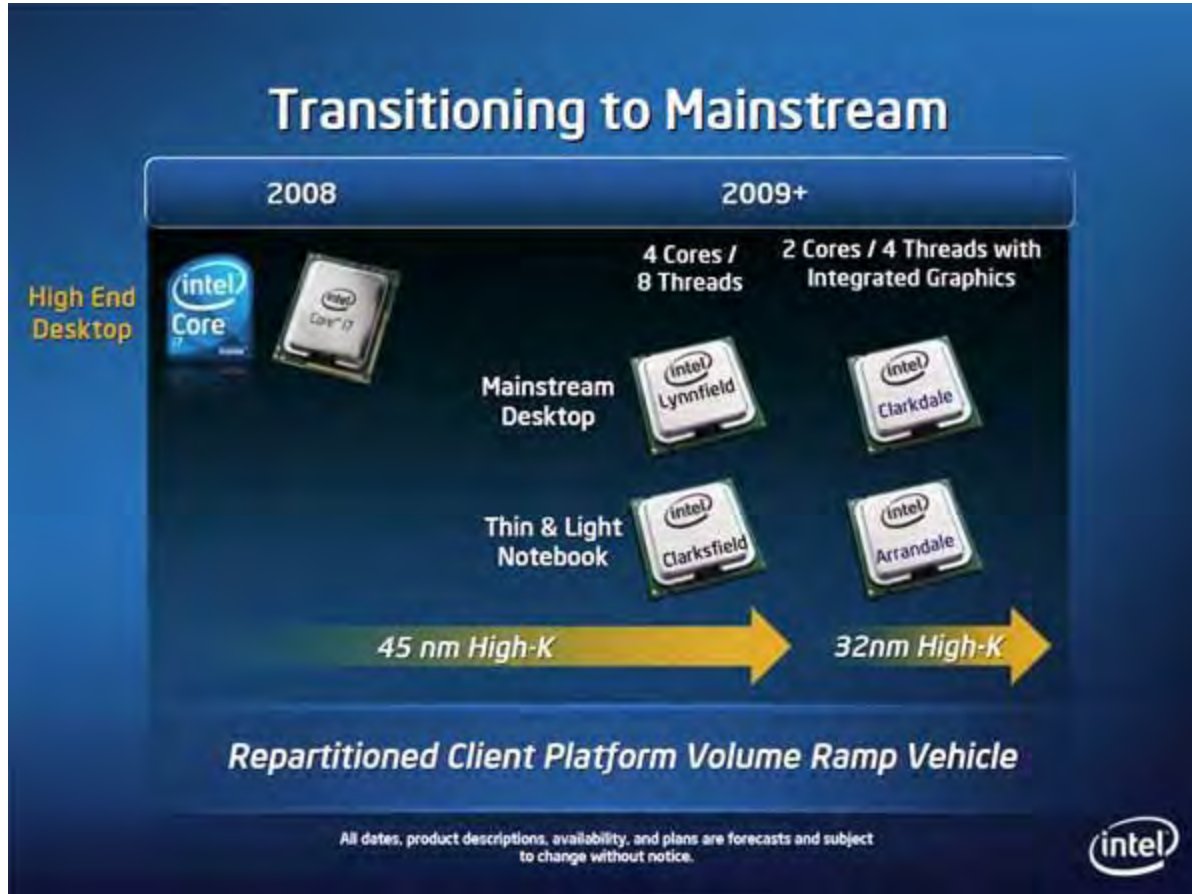 Transitioning to Mainstream
2008
2009+
High End
Desktop
intel
Core
i7
inside
intel
Core™ i7
4 Cores /
8 Threads
2 Cores / 4 Threads with
Integrated Graphics
Mainstream
Desktop
intel
Lynnfield
intel
Clarkdale
Thin & Light
Notebook
intel
Clarksfield
intel
Arrandale
45 nm High-K
32nm High-K
Repartitioned Client Platform Volume Ramp Vehicle
All dates, product descriptions, availability, and plans are forecasts and subject
to change without notice.
intel